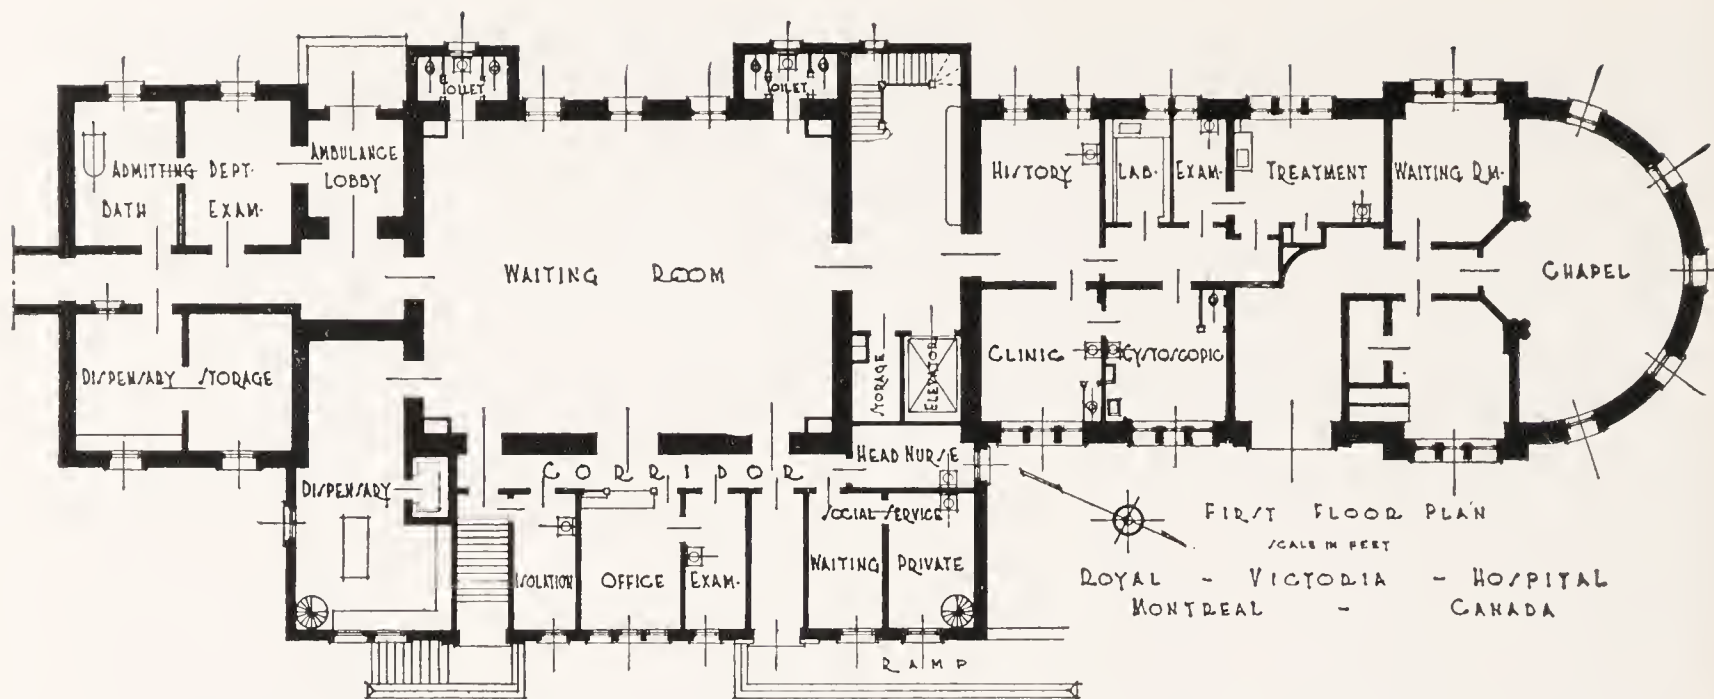 TOILET
TOILET
ADMITTING DEPT.
BATH
EXAM.
AMBULANCE
LOBBY
HISTORY
LAB.
EXAM.
TREATMENT
WAITING RM.
WAITING ROOM
CHAPEL
DISPENSARY STORAGE
STORAGE
ELEVATOR
CLINIC
CYSTOSCOPIC
CORRIDOR
HEAD NURSE
DISPENSARY
SOCIAL SERVICE
ISOLATION
OFFICE
EXAM.
WAITING
PRIVATE
RAMP
FIRST FLOOR PLAN
SCALE IN FEET
ROYAL - VICTORIA - HOSPITAL
MONTREAL - CANADA